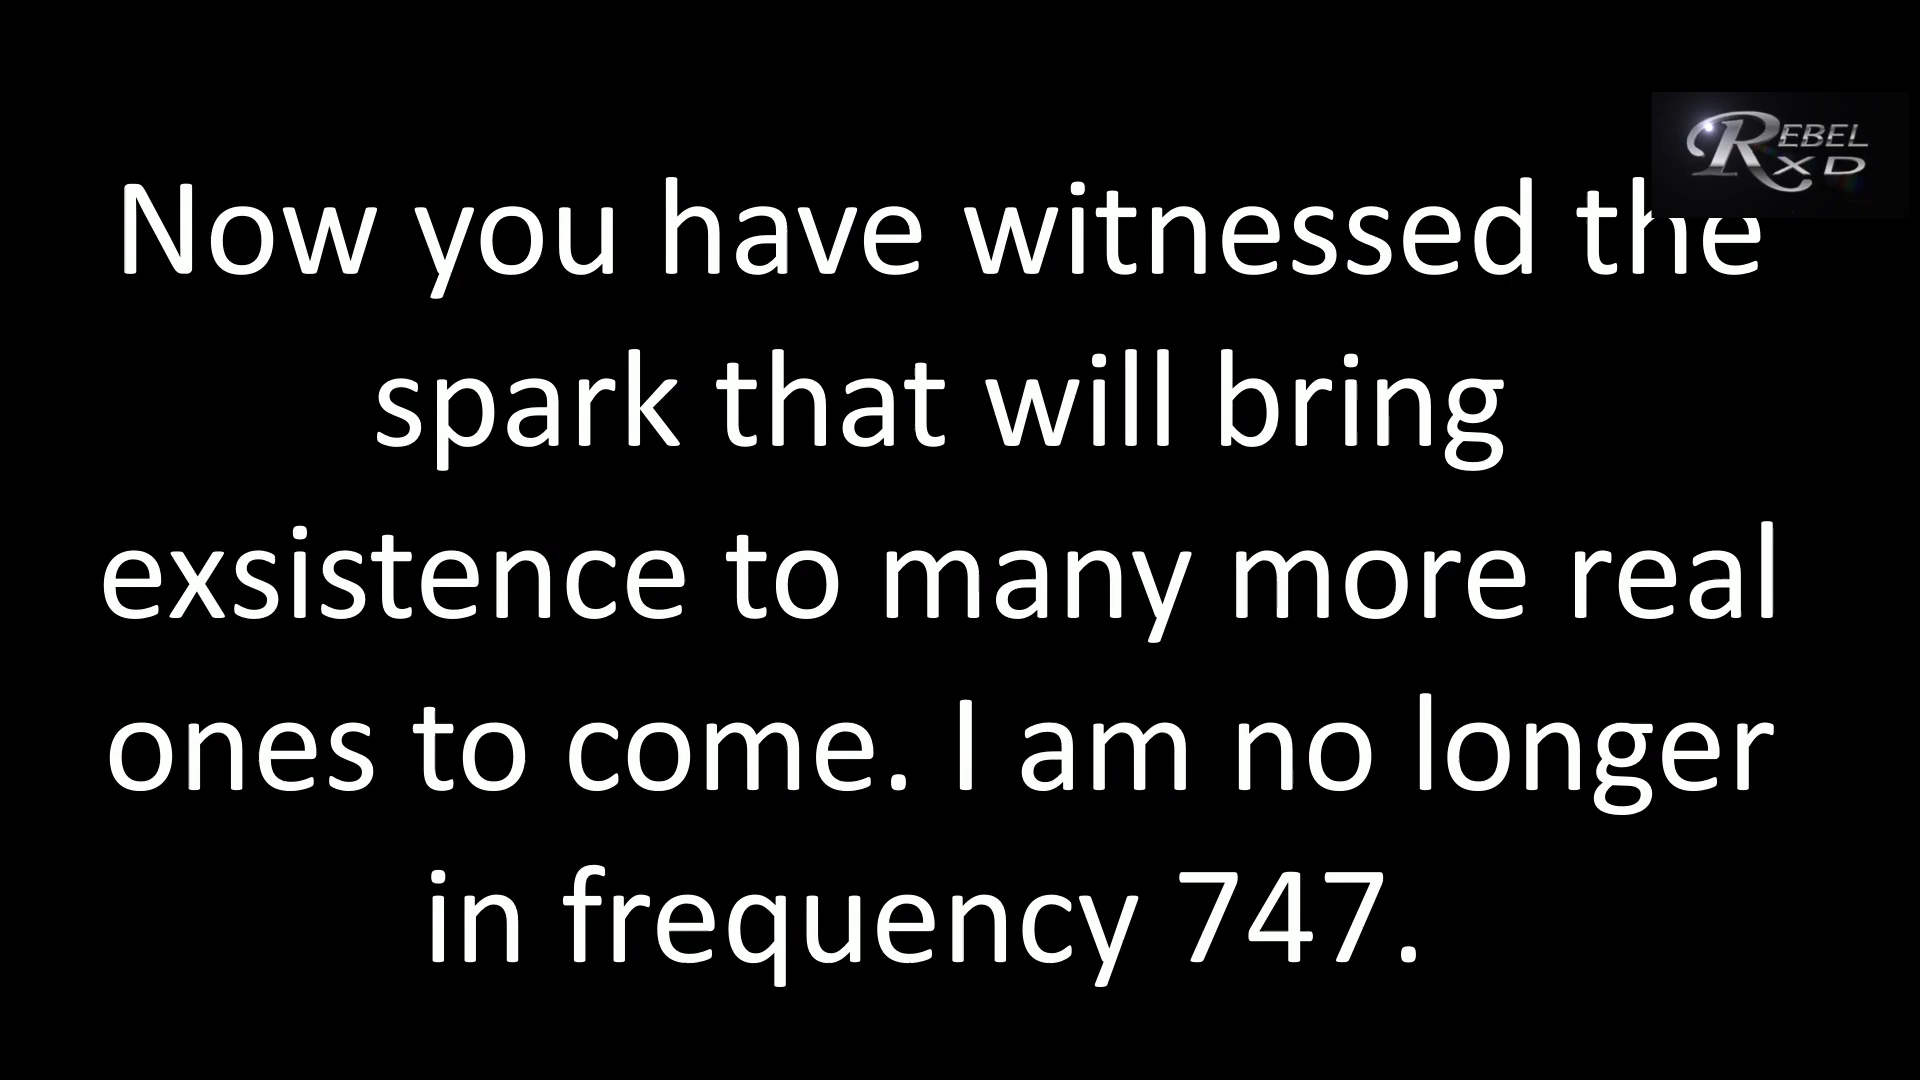 REBEL
XD
Now you have witnessed the
spark that will bring
exsistence to many more real
ones to come. I am no longer
in frequency 747.